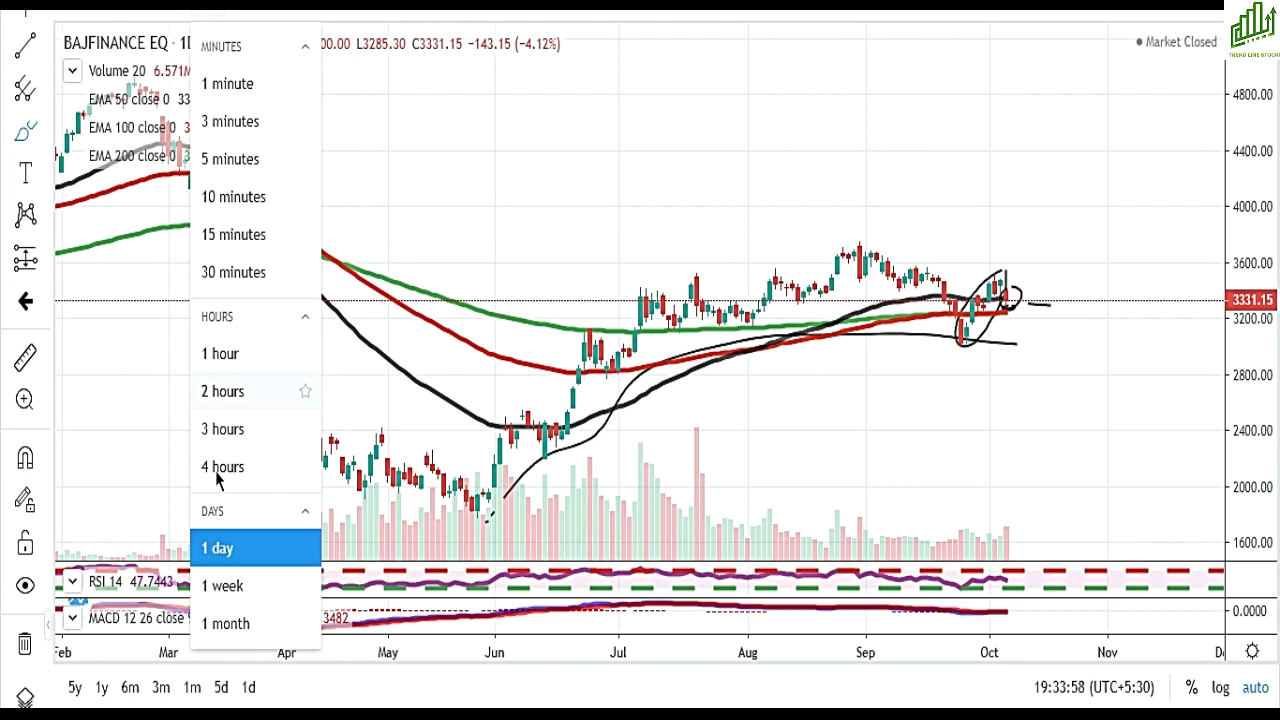 BAJFINANCE EQ · 1D
00.00 L3285.30 C3331.15 −143.15 (−4.12%)
Market Closed
TREND LINE STOCKS
Volume 20 6.571M
EMA 50 close 0 33
EMA 100 close 0 3
EMA 200 close 0 3
MINUTES
1 minute
3 minutes
5 minutes
10 minutes
15 minutes
30 minutes
HOURS
1 hour
2 hours
3 hours
4 hours
DAYS
1 day
1 week
1 month
4800.00
4400.00
4000.00
3600.00
3331.15
3200.00
2800.00
2400.00
2000.00
1600.00
RSI 14 47.7443
MACD 12 26 close 9
3482
0.0000
Feb Mar Apr May Jun Jul Aug Sep Oct Nov De
5y 1y 6m 3m 1m 5d 1d
19:33:58 (UTC+5:30) % log auto